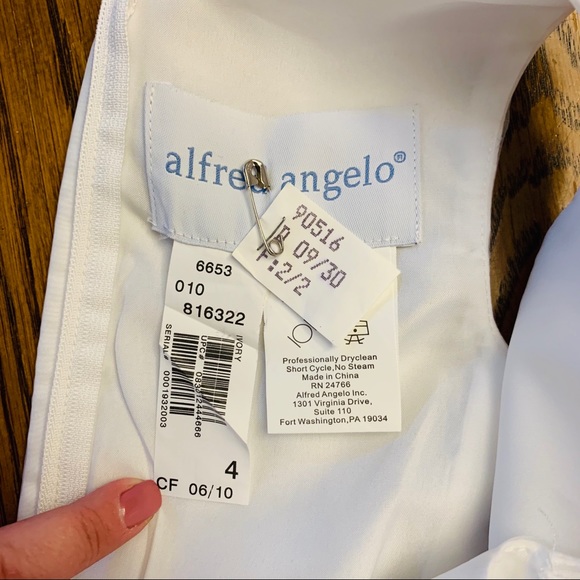 alfred angelo®
90516
09/30
F:2/2
6653
010
816322
IVORY
SERIAL# 0001932003
4
CF 06/10
Professionally Dryclean
Short Cycle,No Steam
Made in China
RN 24766
Alfred Angelo Inc.
1301 Virginia Drive,
Suite 110
Fort Washington,PA 19034